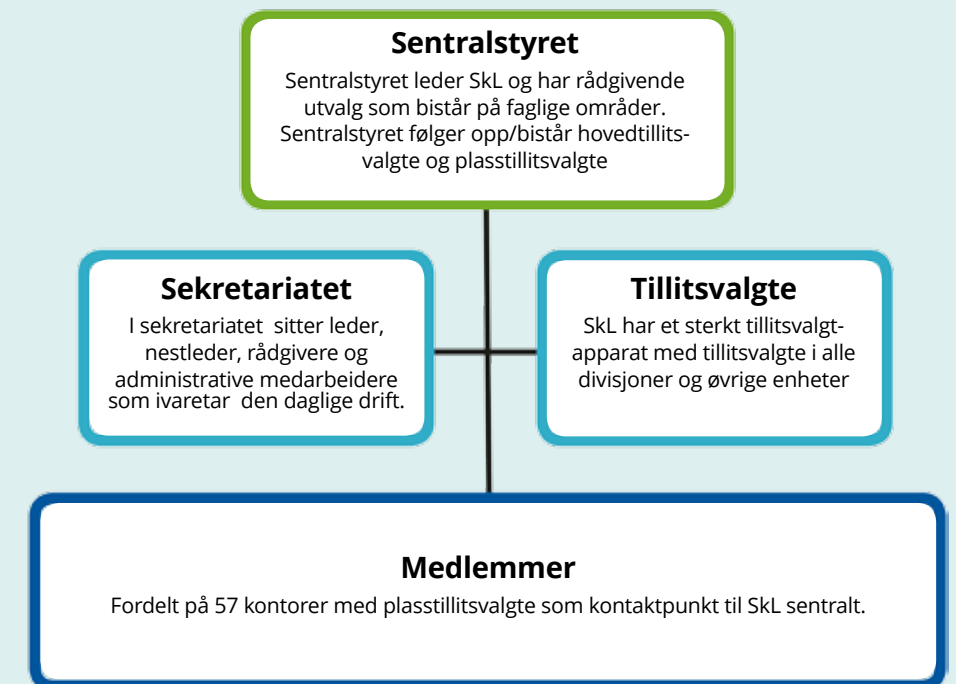 Sentralstyret
Sentralstyret leder SkL og har rådgivende
utvalg som bistår på faglige områder.
Sentralstyret følger opp/bistår hovedtillits-
valgte og plasstillitsvalgte
Sekretariatet
I sekretariatet sitter leder,
nestleder, rådgivere og
administrative medarbeidere
som ivaretar den daglige drift.
Tillitsvalgte
SkL har et sterkt tillitsvalgt-
apparat med tillitsvalgte i alle
divisjoner og øvrige enheter
Medlemmer
Fordelt på 57 kontorer med plasstillitsvalgte som kontaktpunkt til SkL sentralt.